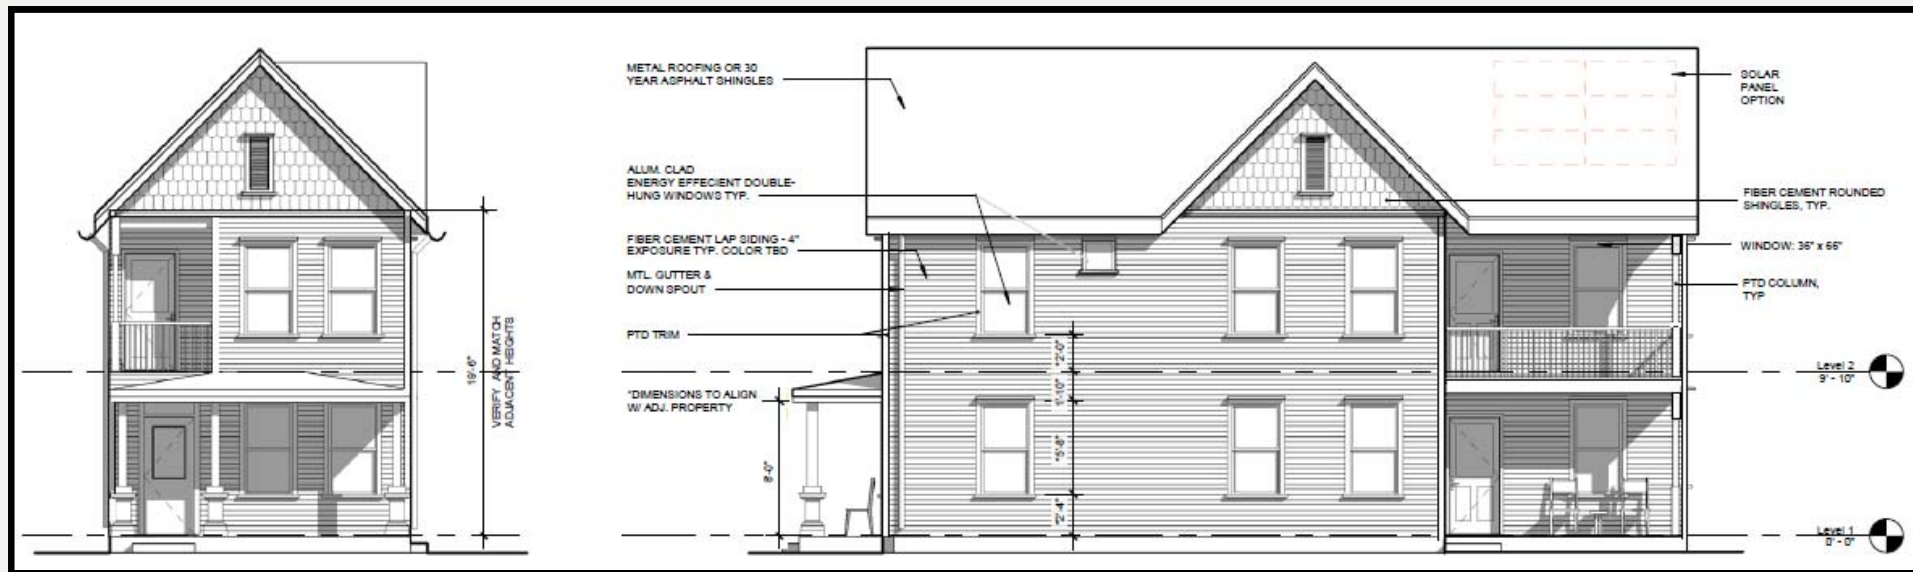 METAL ROOFING OR 30
YEAR ASPHALT SHINGLES
ALUM. CLAD
ENERGY EFFECIENT DOUBLE-
HUNG WINDOWS TYP.
FIBER CEMENT LAP SIDING - 4"
EXPOSURE TYP. COLOR TBD
MTL. GUTTER &
DOWN SPOUT
PTD TRIM
*DIMENSIONS TO ALIGN
W/ ADJ. PROPERTY
19'-6"
VERIFY AND MATCH
ADJACENT HEIGHTS
8'-0"
*2'-0"
1'-10"
*5'-8"
*2'-4"
SOLAR
PANEL
OPTION
FIBER CEMENT ROUNDED
SHINGLES, TYP.
WINDOW: 36" x 66"
PTD COLUMN,
TYP
Level 2
9' - 10"
Level 1
0' - 0"